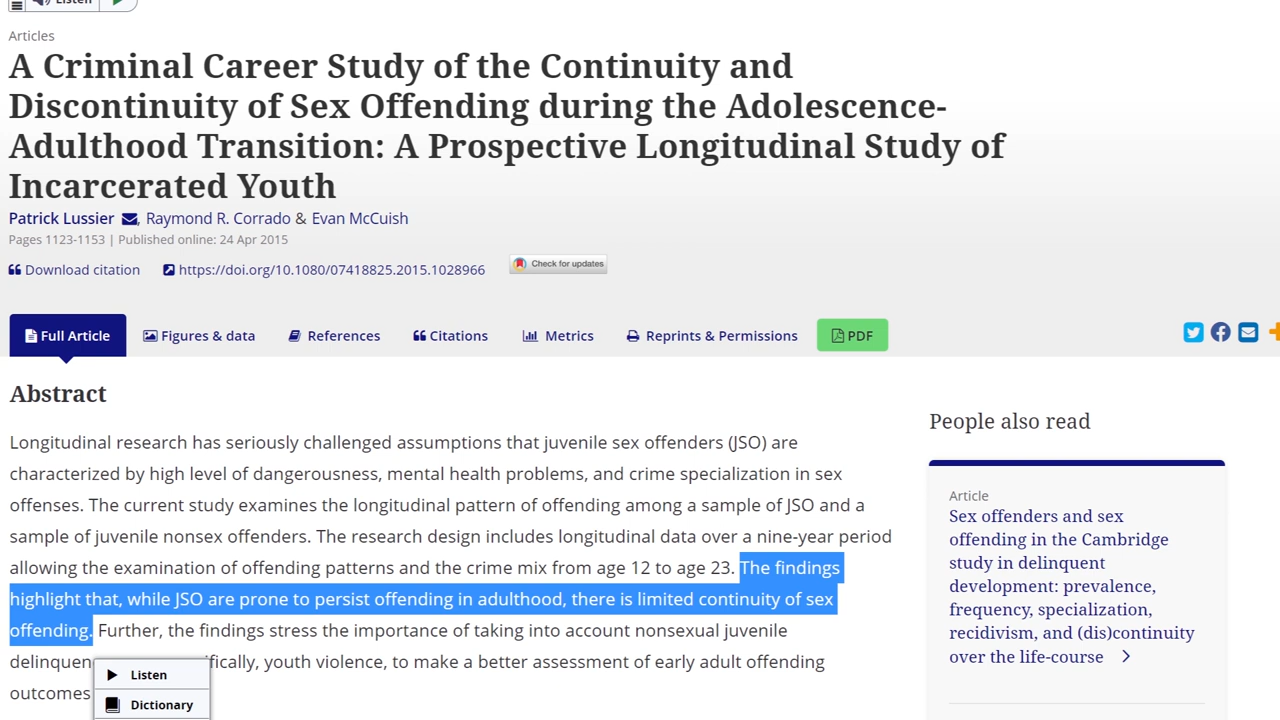 Listen
Articles
A Criminal Career Study of the Continuity and
Discontinuity of Sex Offending during the Adolescence-
Adulthood Transition: A Prospective Longitudinal Study of
Incarcerated Youth
Patrick Lussier , Raymond R. Corrado & Evan McCuish
Pages 1123-1153 | Published online: 24 Apr 2015
Download citation https://doi.org/10.1080/07418825.2015.1028966 Check for updates
Full Article Figures & data References Citations Metrics Reprints & Permissions PDF
Abstract
Longitudinal research has seriously challenged assumptions that juvenile sex offenders (JSO) are
characterized by high level of dangerousness, mental health problems, and crime specialization in sex
offenses. The current study examines the longitudinal pattern of offending among a sample of JSO and a
sample of juvenile nonsex offenders. The research design includes longitudinal data over a nine-year period
allowing the examination of offending patterns and the crime mix from age 12 to age 23. The findings
highlight that, while JSO are prone to persist offending in adulthood, there is limited continuity of sex
offending. Further, the findings stress the importance of taking into account nonsexual juvenile
youth violence, to make a better assessment of early adult offending
outcomes
Listen
Dictionary
People also read
Article
Sex offenders and sex
offending in the Cambridge
study in delinquent
development: prevalence,
frequency, specialization,
recidivism, and (dis)continuity
over the life-course